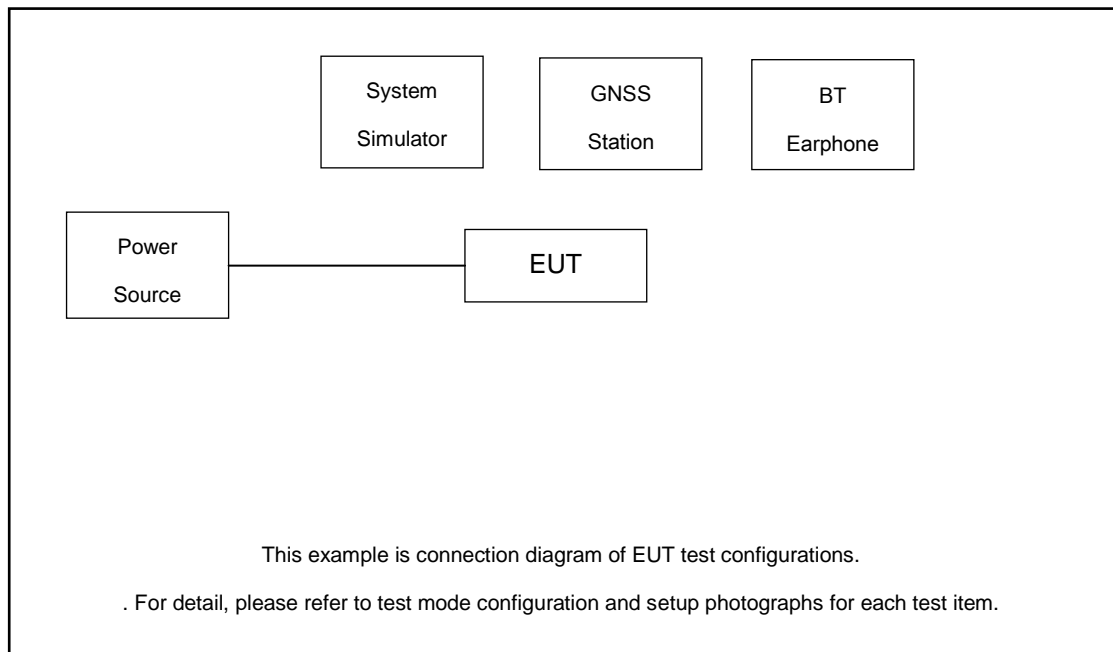 System
Simulator
GNSS
Station
BT
Earphone
Power
Source
EUT
This example is connection diagram of EUT test configurations.
. For detail, please refer to test mode configuration and setup photographs for each test item.